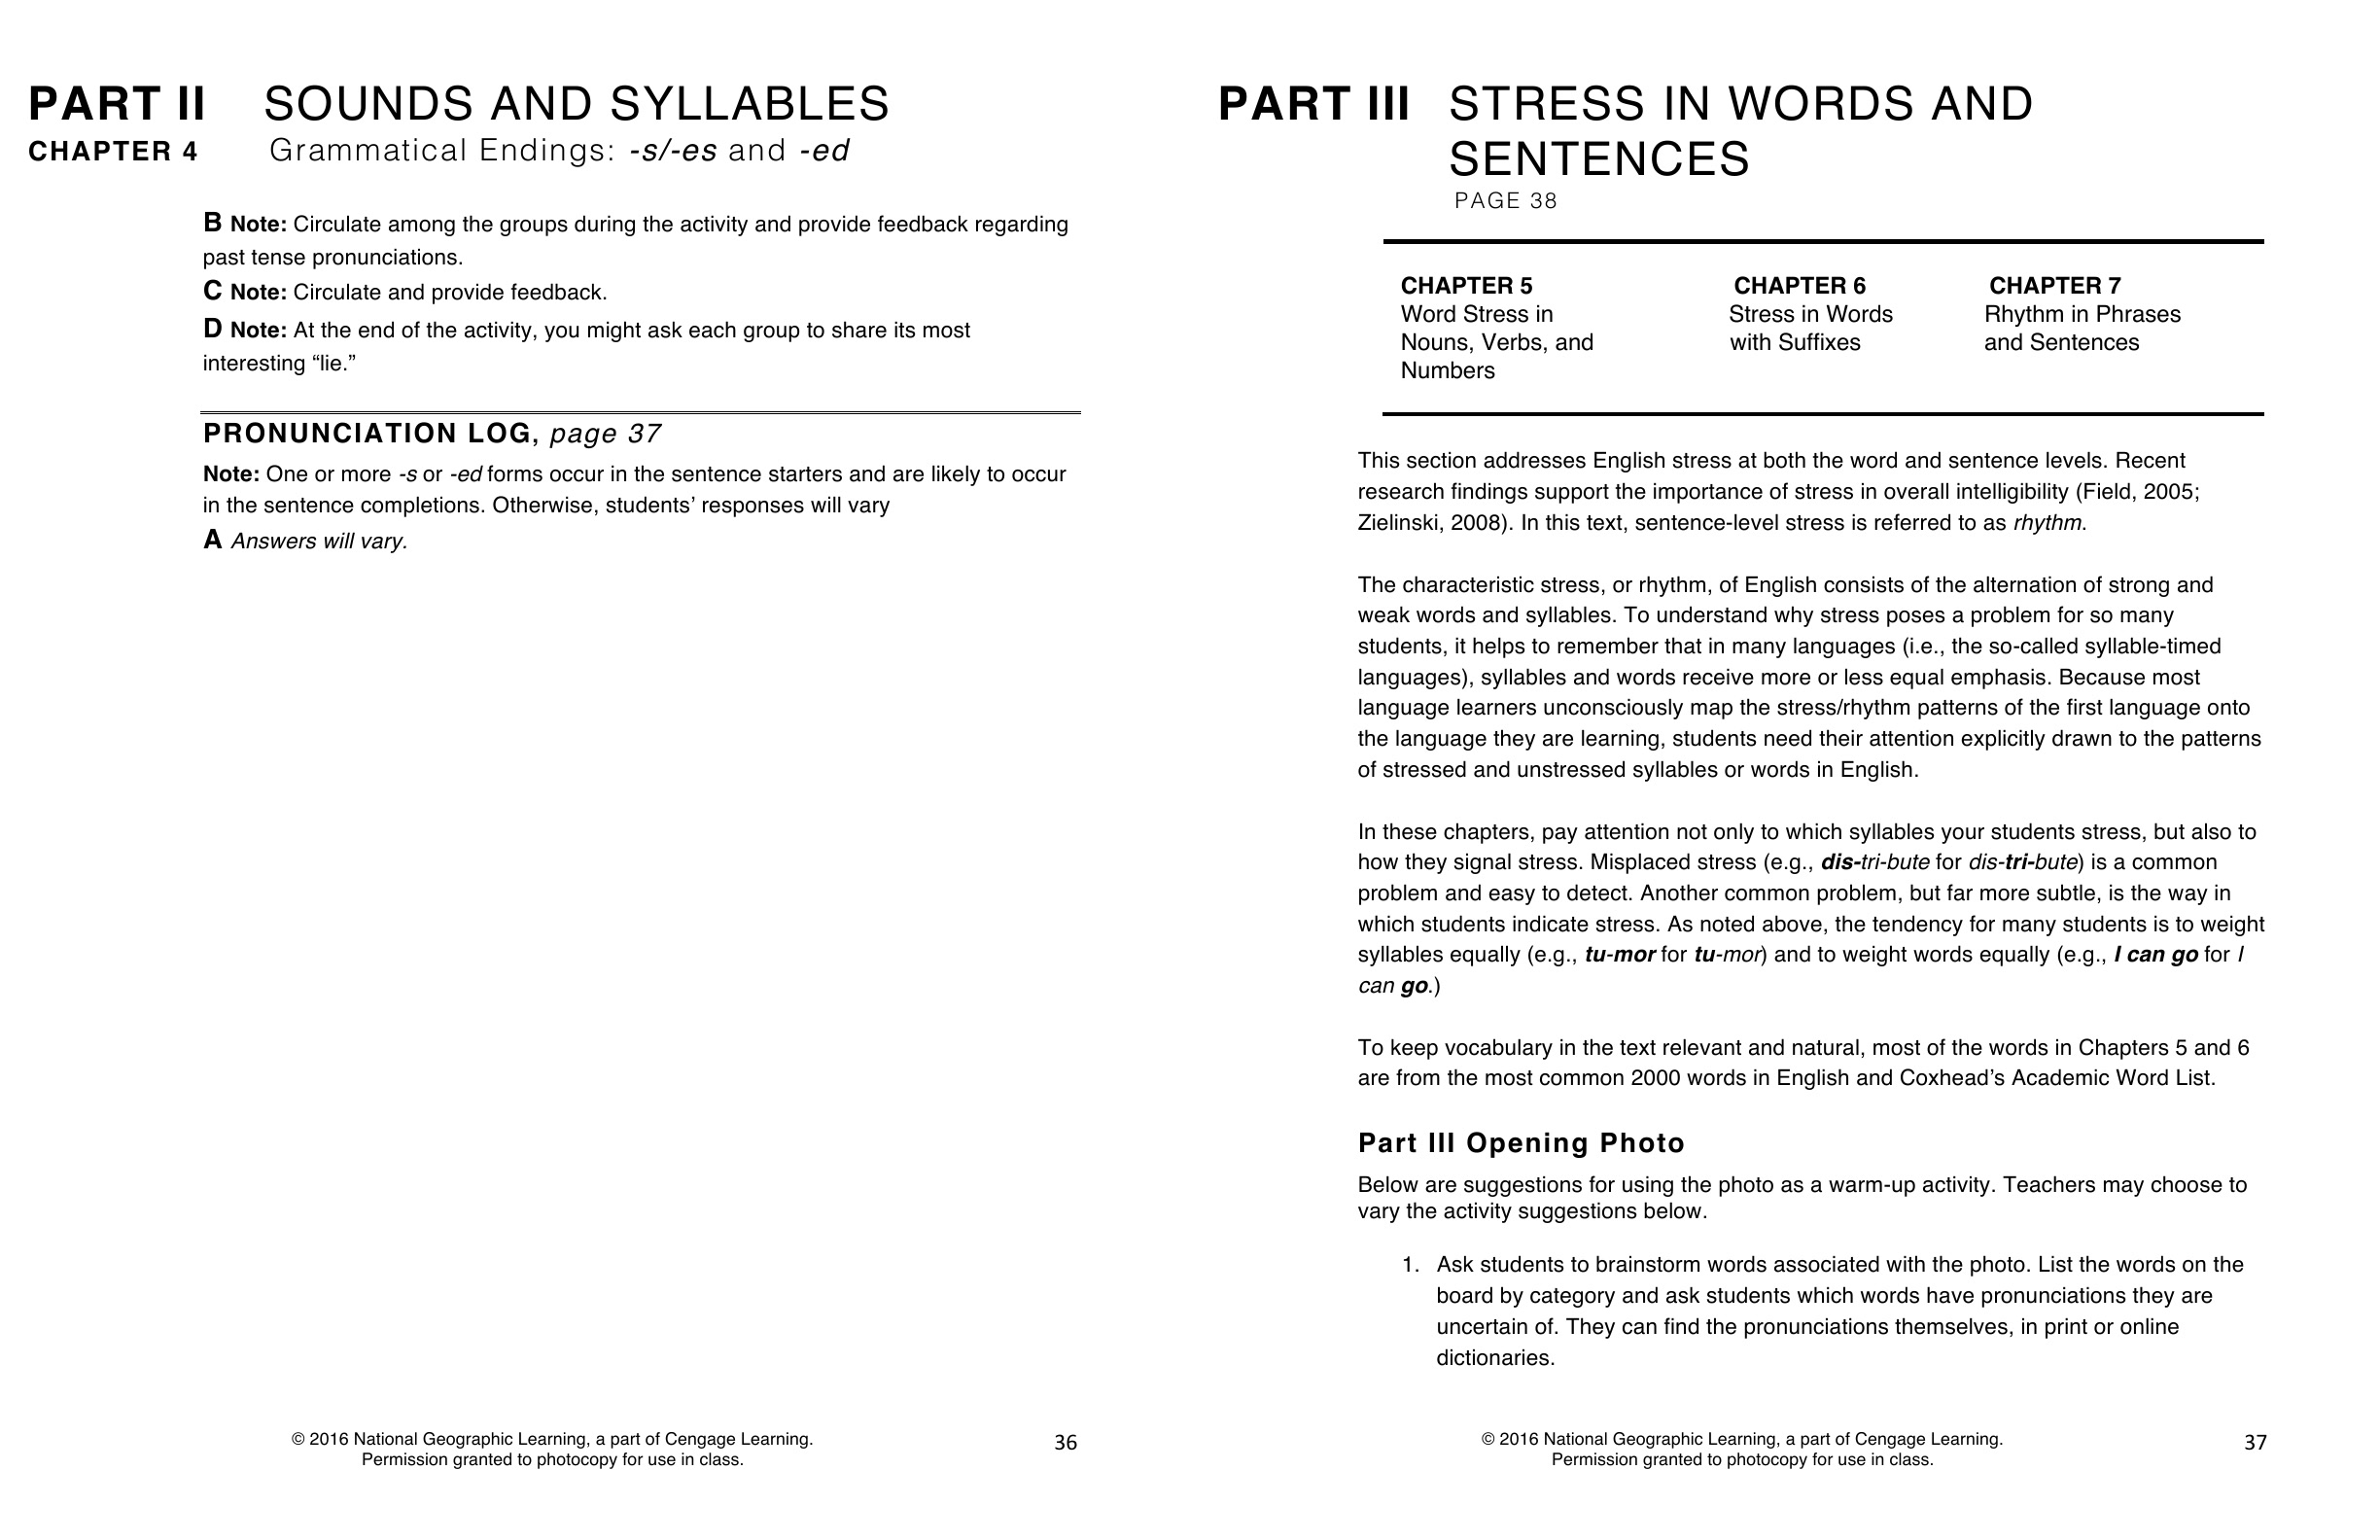 PART II SOUNDS AND SYLLABLES
CHAPTER 4 Grammatical Endings: -s/-es and -ed
B Note: Circulate among the groups during the activity and provide feedback regarding
past tense pronunciations.
C Note: Circulate and provide feedback.
D Note: At the end of the activity, you might ask each group to share its most
interesting “lie.”
PRONUNCIATION LOG, page 37
Note: One or more -s or -ed forms occur in the sentence starters and are likely to occur
in the sentence completions. Otherwise, students’ responses will vary
A Answers will vary.
© 2016 National Geographic Learning, a part of Cengage Learning.
Permission granted to photocopy for use in class.
36
PART III STRESS IN WORDS AND
SENTENCES
PAGE 38
CHAPTER 5
Word Stress in
Nouns, Verbs, and
Numbers
CHAPTER 6
Stress in Words
with Suffixes
CHAPTER 7
Rhythm in Phrases
and Sentences
This section addresses English stress at both the word and sentence levels. Recent
research findings support the importance of stress in overall intelligibility (Field, 2005;
Zielinski, 2008). In this text, sentence-level stress is referred to as rhythm.
The characteristic stress, or rhythm, of English consists of the alternation of strong and
weak words and syllables. To understand why stress poses a problem for so many
students, it helps to remember that in many languages (i.e., the so-called syllable-timed
languages), syllables and words receive more or less equal emphasis. Because most
language learners unconsciously map the stress/rhythm patterns of the first language onto
the language they are learning, students need their attention explicitly drawn to the patterns
of stressed and unstressed syllables or words in English.
In these chapters, pay attention not only to which syllables your students stress, but also to
how they signal stress. Misplaced stress (e.g., dis-tri-bute for dis-tri-bute) is a common
problem and easy to detect. Another common problem, but far more subtle, is the way in
which students indicate stress. As noted above, the tendency for many students is to weight
syllables equally (e.g., tu-mor for tu-mor) and to weight words equally (e.g., I can go for I
can go.)
To keep vocabulary in the text relevant and natural, most of the words in Chapters 5 and 6
are from the most common 2000 words in English and Coxhead’s Academic Word List.
Part III Opening Photo
Below are suggestions for using the photo as a warm-up activity. Teachers may choose to
vary the activity suggestions below.
1. Ask students to brainstorm words associated with the photo. List the words on the
board by category and ask students which words have pronunciations they are
uncertain of. They can find the pronunciations themselves, in print or online
dictionaries.
© 2016 National Geographic Learning, a part of Cengage Learning.
Permission granted to photocopy for use in class.
37